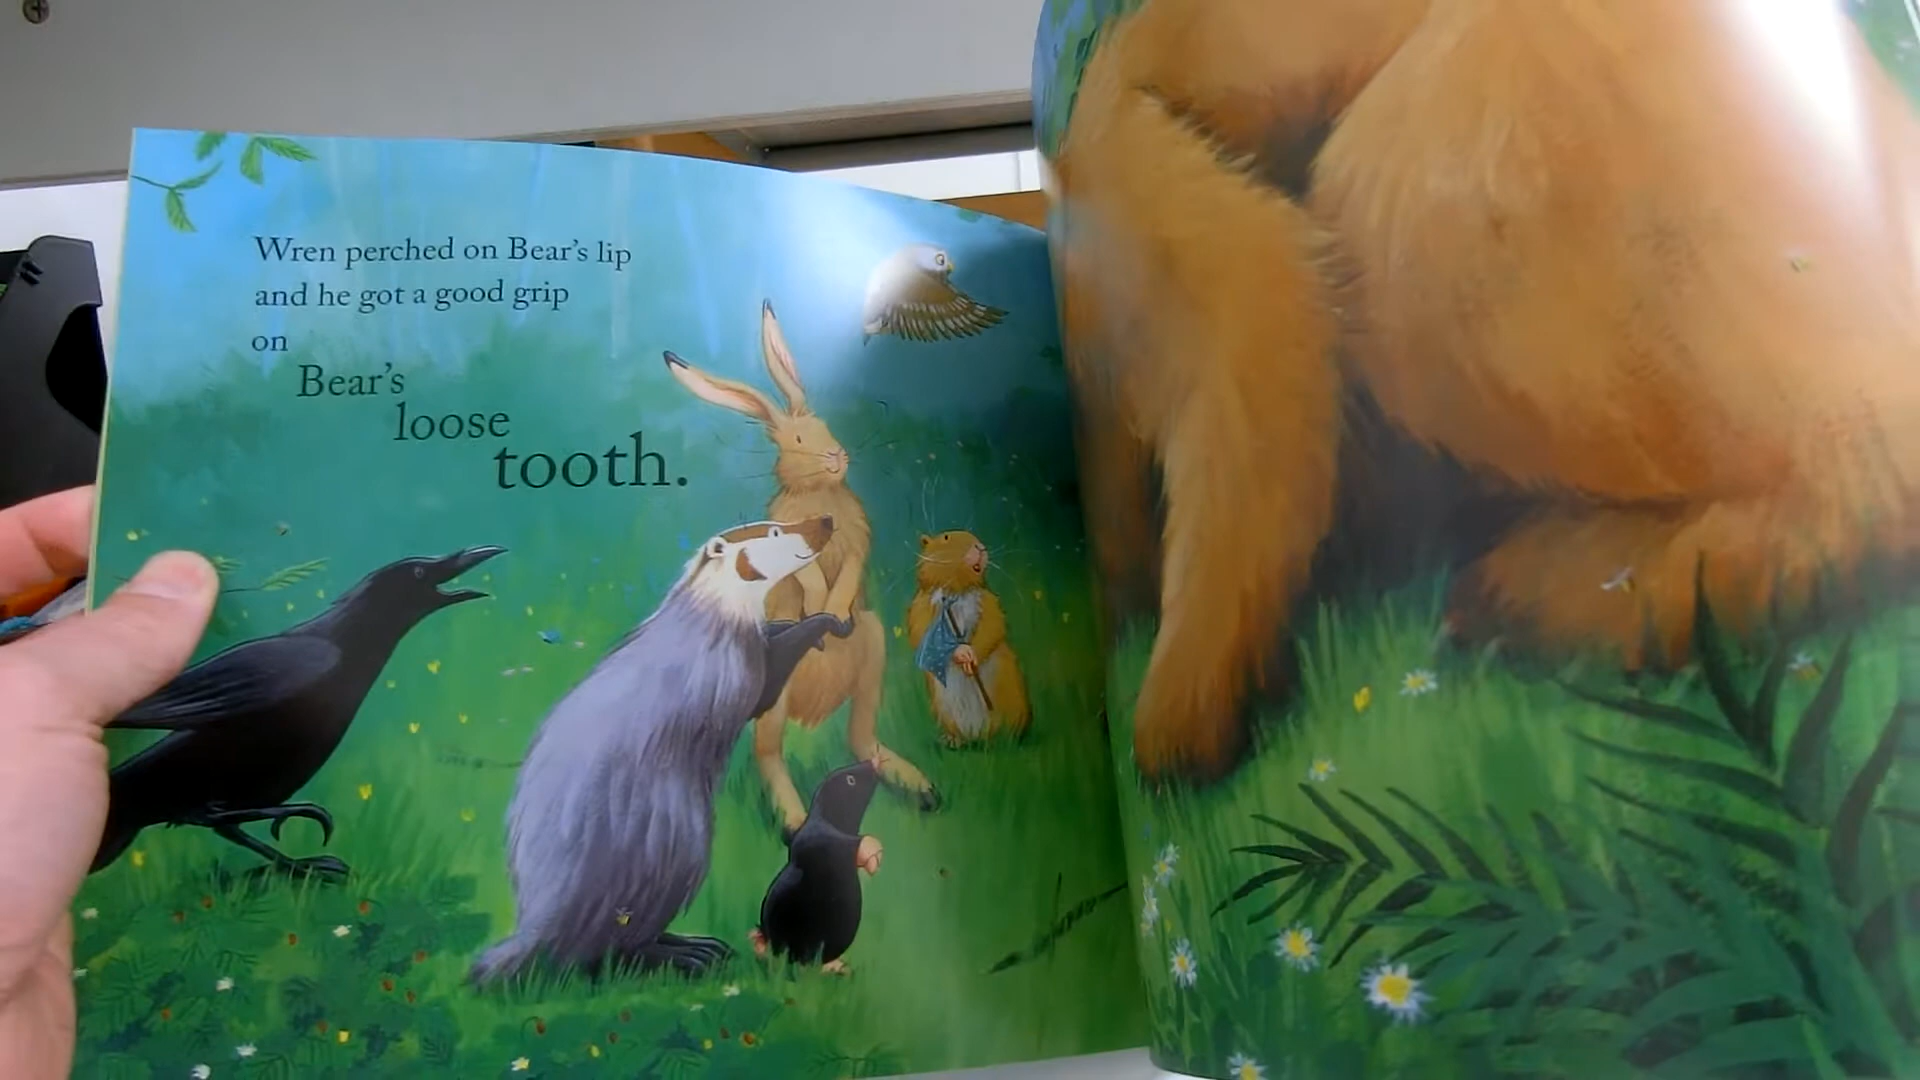 Wren perched on Bear's lip
and he got a good grip
on
Bear's
loose
tooth.